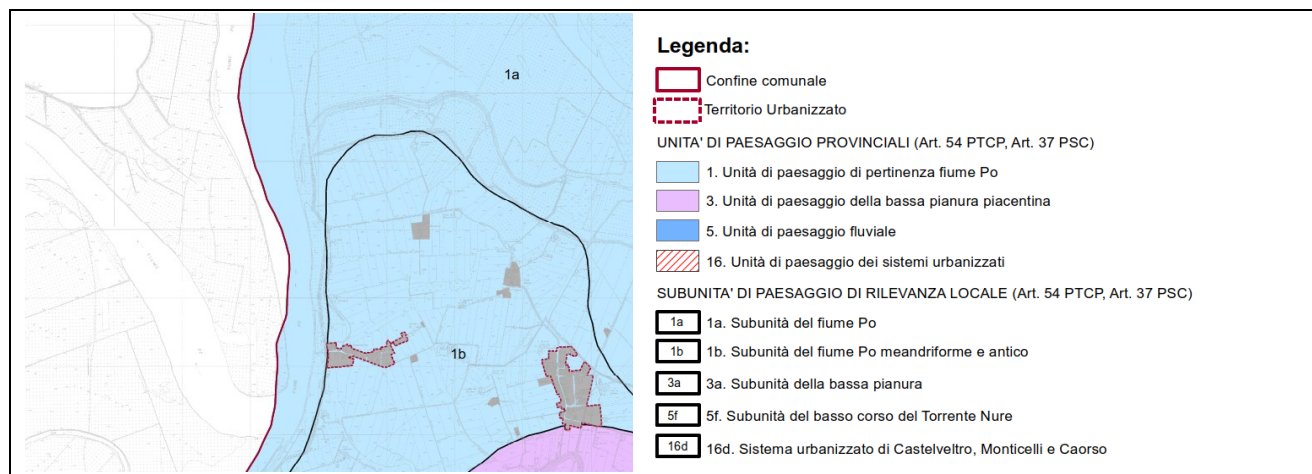 1a
1b
Legenda:
Confine comunale
Territorio Urbanizzato
UNITA' DI PAESAGGIO PROVINCIALI (Art. 54 PTCP, Art. 37 PSC)
1. Unità di paesaggio di pertinenza fiume Po
3. Unità di paesaggio della bassa pianura piacentina
5. Unità di paesaggio fluviale
16. Unità di paesaggio dei sistemi urbanizzati
SUBUNITA' DI PAESAGGIO DI RILEVANZA LOCALE (Art. 54 PTCP, Art. 37 PSC)
1a 1a. Subunità del fiume Po
1b 1b. Subunità del fiume Po meandriforme e antico
3a 3a. Subunità della bassa pianura
5f 5f. Subunità del basso corso del Torrente Nure
16d 16d. Sistema urbanizzato di Castelveltro, Monticelli e Caorso